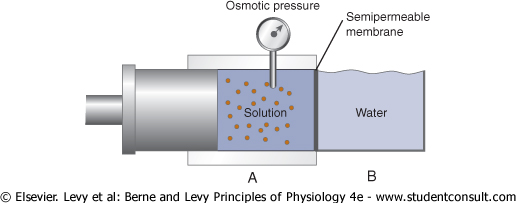 Osmotic pressure
Semipermeable
membrane
Solution
Water
A
B
© Elsevier. Levy et al: Berne and Levy Principles of Physiology 4e - www.studentconsult.com